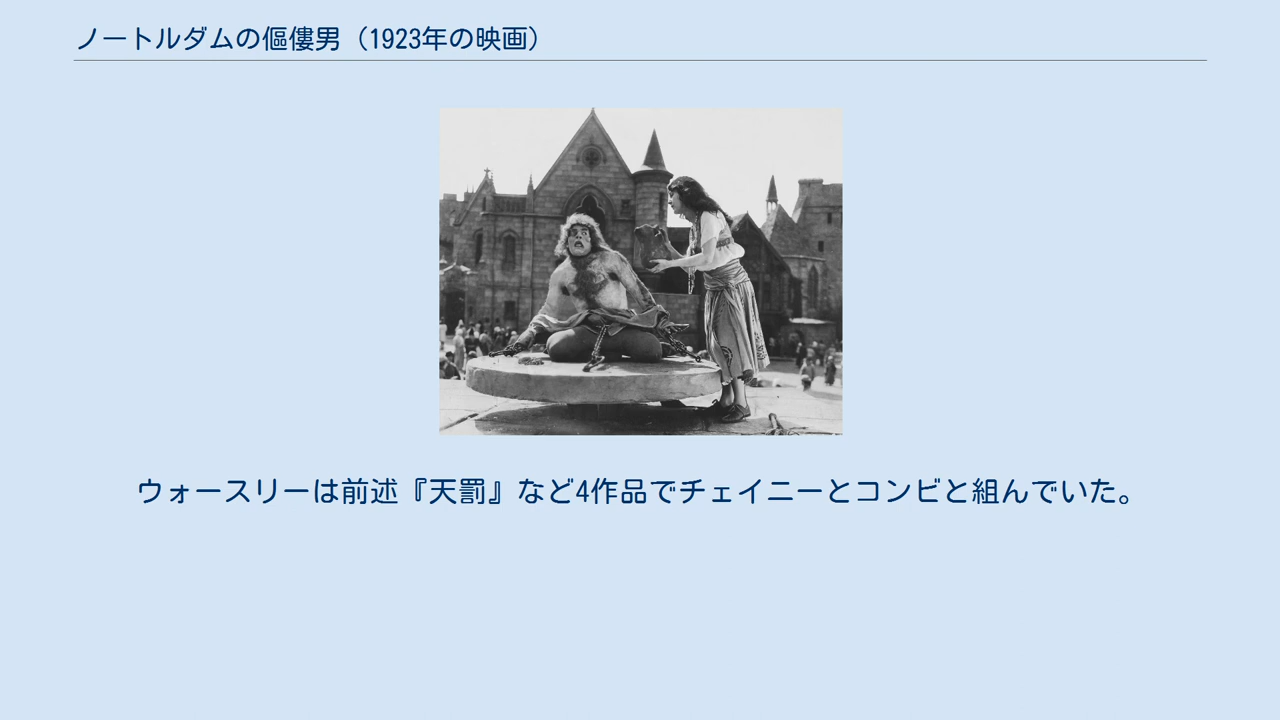 ノートルダムの傴僂男（1923年の映画）
ウォースリーは前述『天罰』など4作品でチェイニーとコンビと組んでいた。